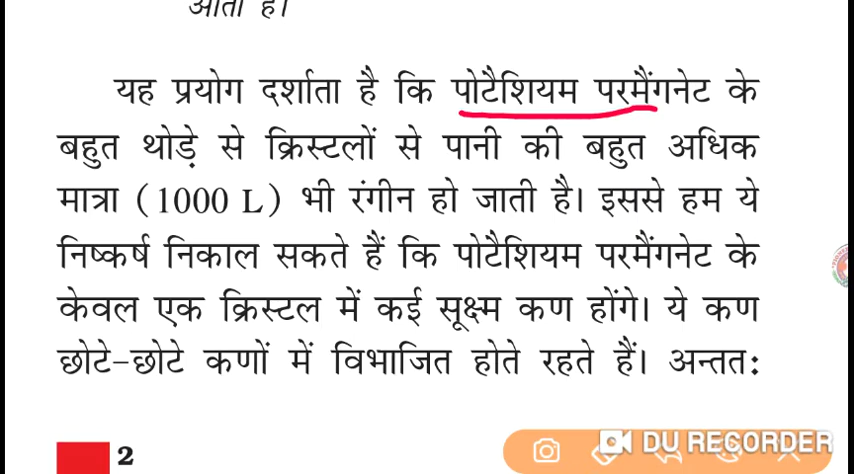 आता है।
यह प्रयोग दर्शाता है कि पोटैशियम परमैंगनेट के
बहुत थोड़े से क्रिस्टलों से पानी की बहुत अधिक
मात्रा (1000 L) भी रंगीन हो जाती है। इससे हम ये
निष्कर्ष निकाल सकते हैं कि पोटैशियम परमैंगनेट के
केवल एक क्रिस्टल में कई सूक्ष्म कण होंगे। ये कण
छोटे-छोटे कणों में विभाजित होते रहते हैं। अन्ततः
2
DU RECORDER